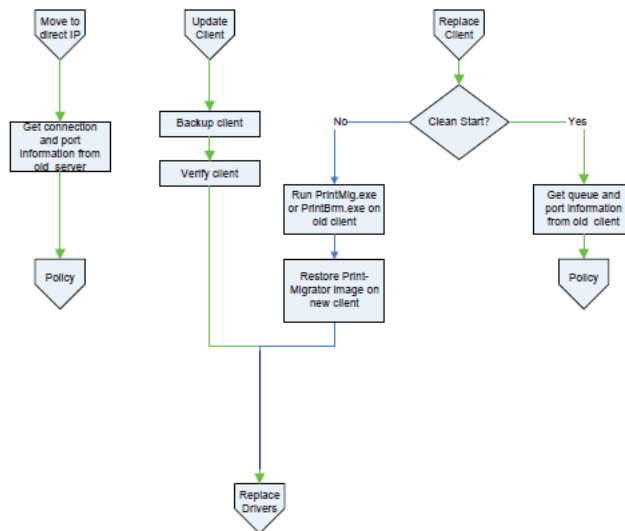 Move to
direct IP
Update
Client
Replace
Client
Get connection
and port
information from
old server
Backup client
Verify client
Clean Start?
No
Yes
Run PrintMig.exe
or PrintBrm.exe on
old client
Get queue and
port information
from old client
Policy
Restore Print-
Migrator image on
new client
Policy
Replace
Drivers